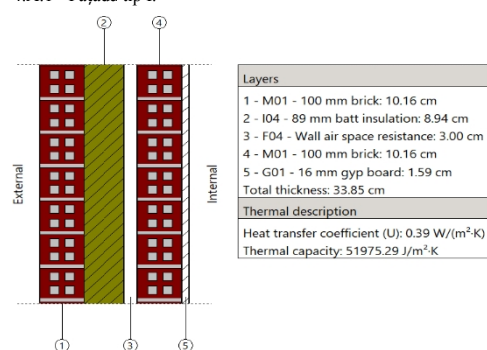 ②
④
External
Internal
①
③
⑤
Layers
1 - M01 - 100 mm brick: 10.16 cm
2 - I04 - 89 mm batt insulation: 8.94 cm
3 - F04 - Wall air space resistance: 3.00 cm
4 - M01 - 100 mm brick: 10.16 cm
5 - G01 - 16 mm gyp board: 1.59 cm
Total thickness: 33.85 cm
Thermal description
Heat transfer coefficient (U): 0.39 W/(m²·K)
Thermal capacity: 51975.29 J/m²·K